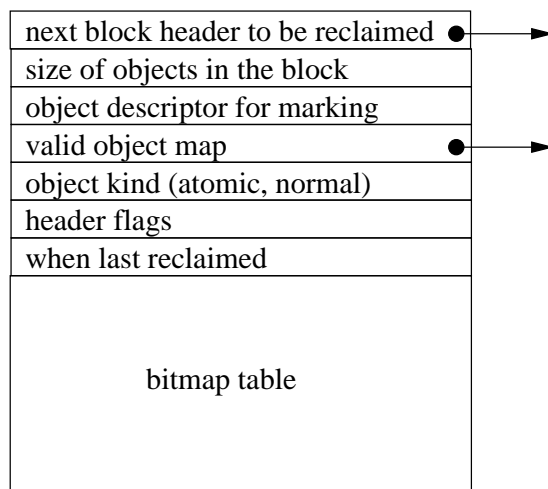 next block header to be reclaimed
size of objects in the block
object descriptor for marking
valid object map
object kind (atomic, normal)
header flags
when last reclaimed
bitmap table